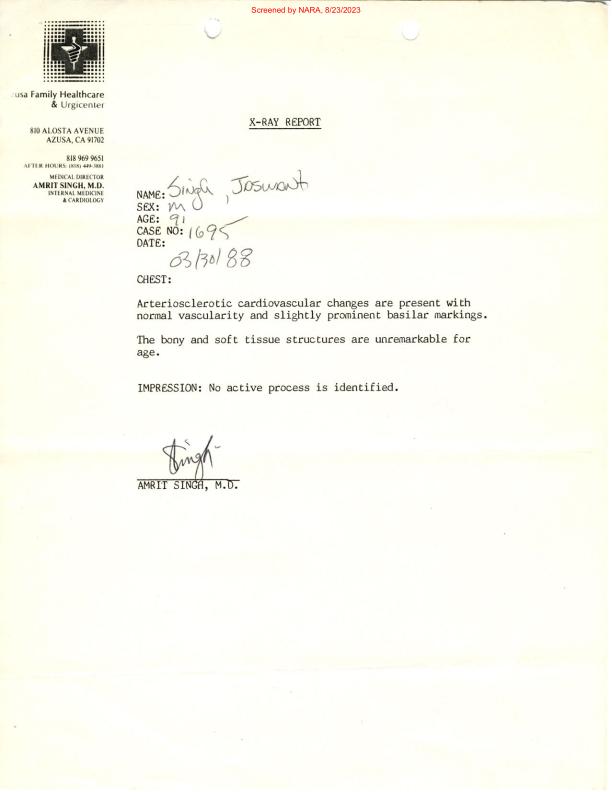 Screened by NARA, 8/23/2023
usa Family Healthcare
& Urgicenter
810 ALOSTA AVENUE
AZUSA, CA 91702
818 969 9651
AFTER HOURS: (818) 449-3881
MEDICAL DIRECTOR
AMRIT SINGH, M.D.
INTERNAL MEDICINE
& CARDIOLOGY
X-RAY REPORT
NAME: Singh, Jaswant
SEX: M
AGE: 91
CASE NO: 1695
DATE:
03/30/88
CHEST:
Arteriosclerotic cardiovascular changes are present with
normal vascularity and slightly prominent basilar markings.
The bony and soft tissue structures are unremarkable for
age.
IMPRESSION: No active process is identified.
Singh
AMRIT SINGH, M.D.